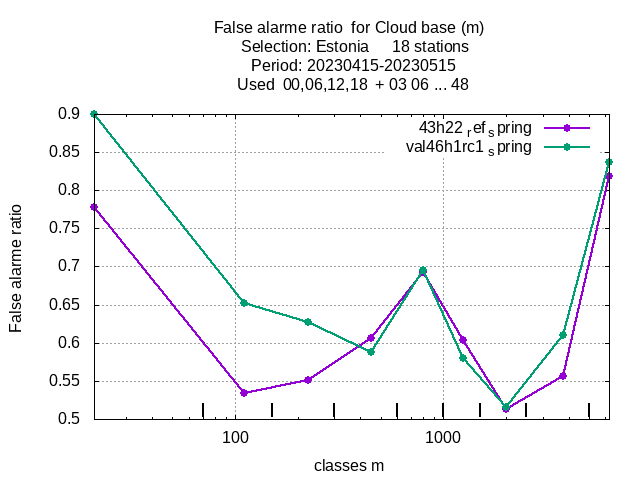 False alarme ratio for Cloud base (m)
Selection: Estonia 18 stations
Period: 20230415-20230515
Used 00,06,12,18 + 03 06 ... 48
43h22 ref spring
val46h1rc1 spring
False alarme ratio
0.9
0.85
0.8
0.75
0.7
0.65
0.6
0.55
0.5
100 1000
classes m